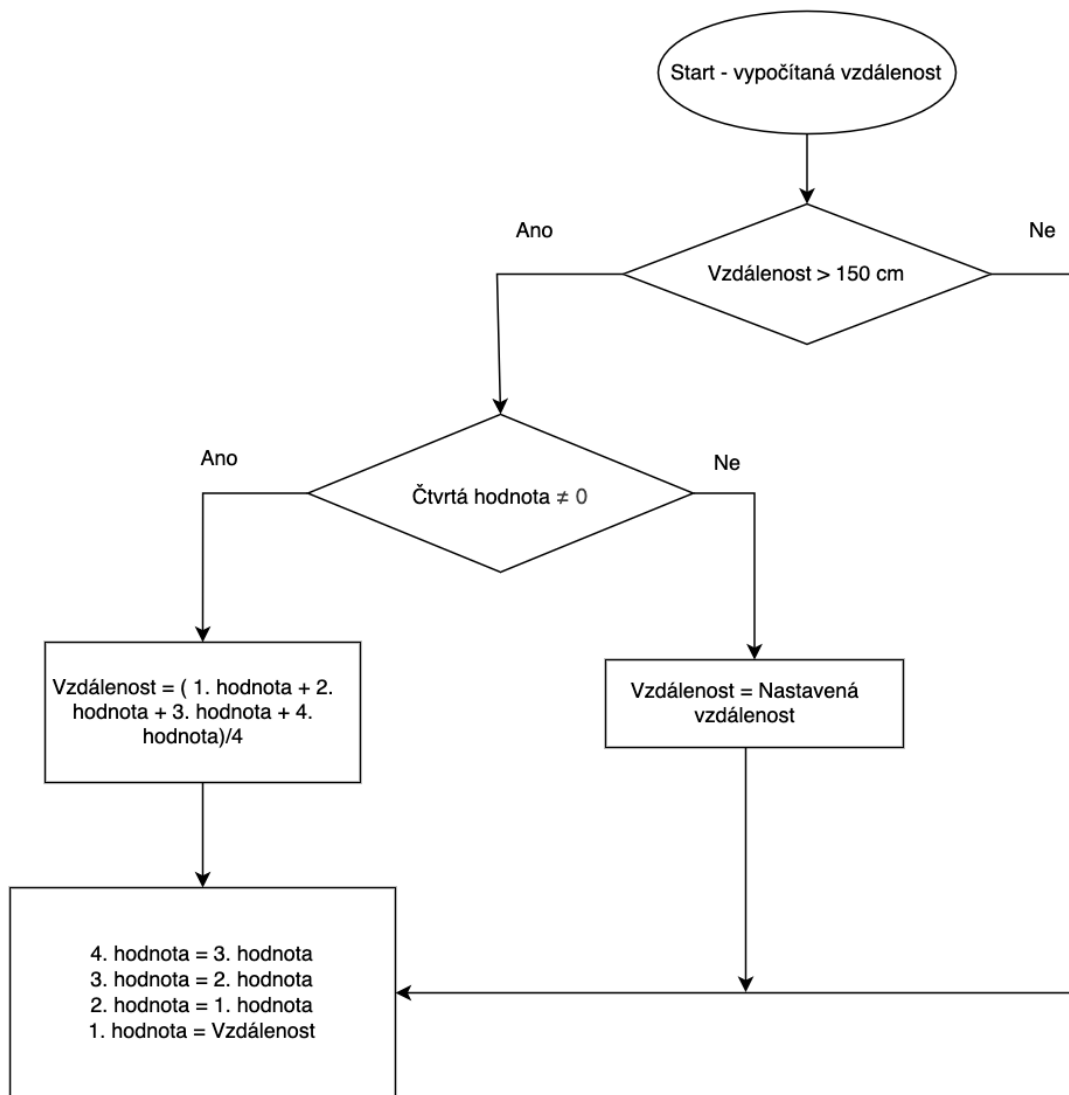 Start - vypočítaná vzdálenost
Ano
Ne
Vzdálenost > 150 cm
Ano
Ne
Čtvrtá hodnota ≠ 0
Vzdálenost = ( 1. hodnota + 2.
hodnota + 3. hodnota + 4.
hodnota)/4
Vzdálenost = Nastavená
vzdálenost
4. hodnota = 3. hodnota
3. hodnota = 2. hodnota
2. hodnota = 1. hodnota
1. hodnota = Vzdálenost